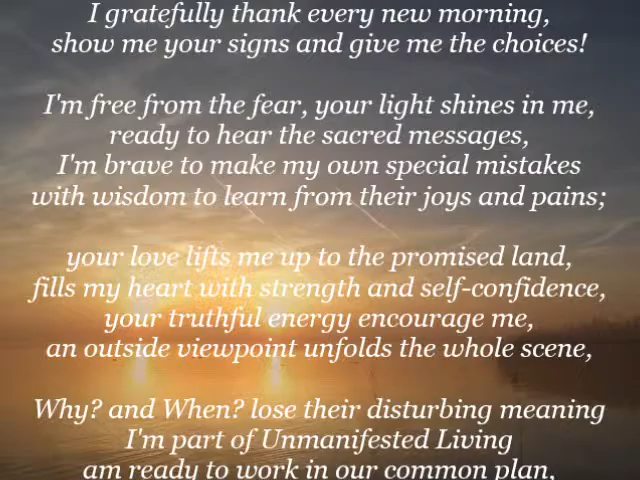 I gratefully thank every new morning,
show me your signs and give me the choices!
I'm free from the fear, your light shines in me,
ready to hear the sacred messages,
I'm brave to make my own special mistakes
with wisdom to learn from their joys and pains;
your love lifts me up to the promised land,
fills my heart with strength and self-confidence,
your truthful energy encourage me,
an outside viewpoint unfolds the whole scene,
Why? and When? lose their disturbing meaning
I'm part of Unmanifested Living
am ready to work in our common plan,